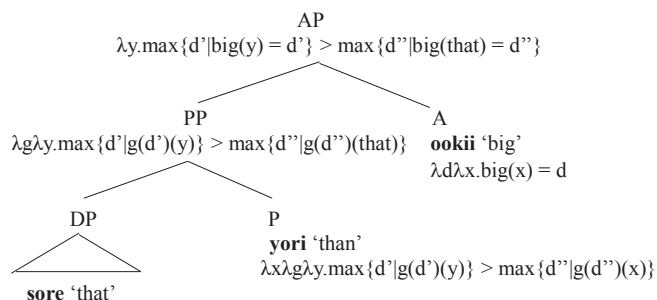 AP
λy.max{d’|big(y) = d’} > max{d’’|big(that) = d’’}
PP A
λgλy.max{d’|g(d’)(y)} > max{d’’|g(d’’)(that)} ookii ‘big’
λdλx.big(x) = d
DP P
yori ‘than’
λxλgλy.max{d’|g(d’)(y)} > max{d’’|g(d’’)(x)}
sore ‘that’